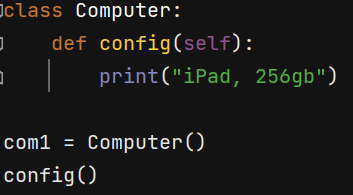 class Computer:
    def config(self):
        print("iPad, 256gb")

com1 = Computer()
config()